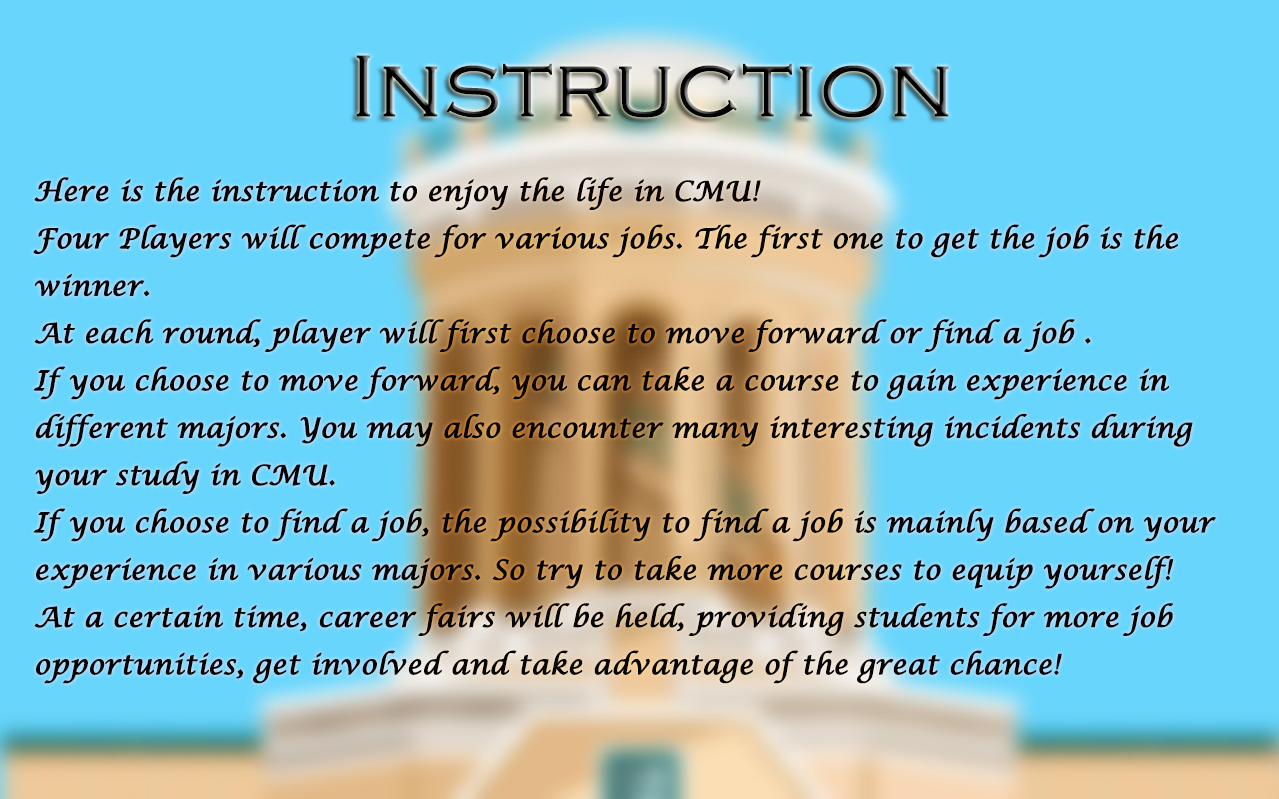 INSTRUCTION
Here is the instruction to enjoy the life in CMU!
Four Players will compete for various jobs. The first one to get the job is the
winner.
At each round, player will first choose to move forward or find a job .
If you choose to move forward, you can take a course to gain experience in
different majors. You may also encounter many interesting incidents during
your study in CMU.
If you choose to find a job, the possibility to find a job is mainly based on your
experience in various majors. So try to take more courses to equip yourself!
At a certain time, career fairs will be held, providing students for more job
opportunities, get involved and take advantage of the great chance!